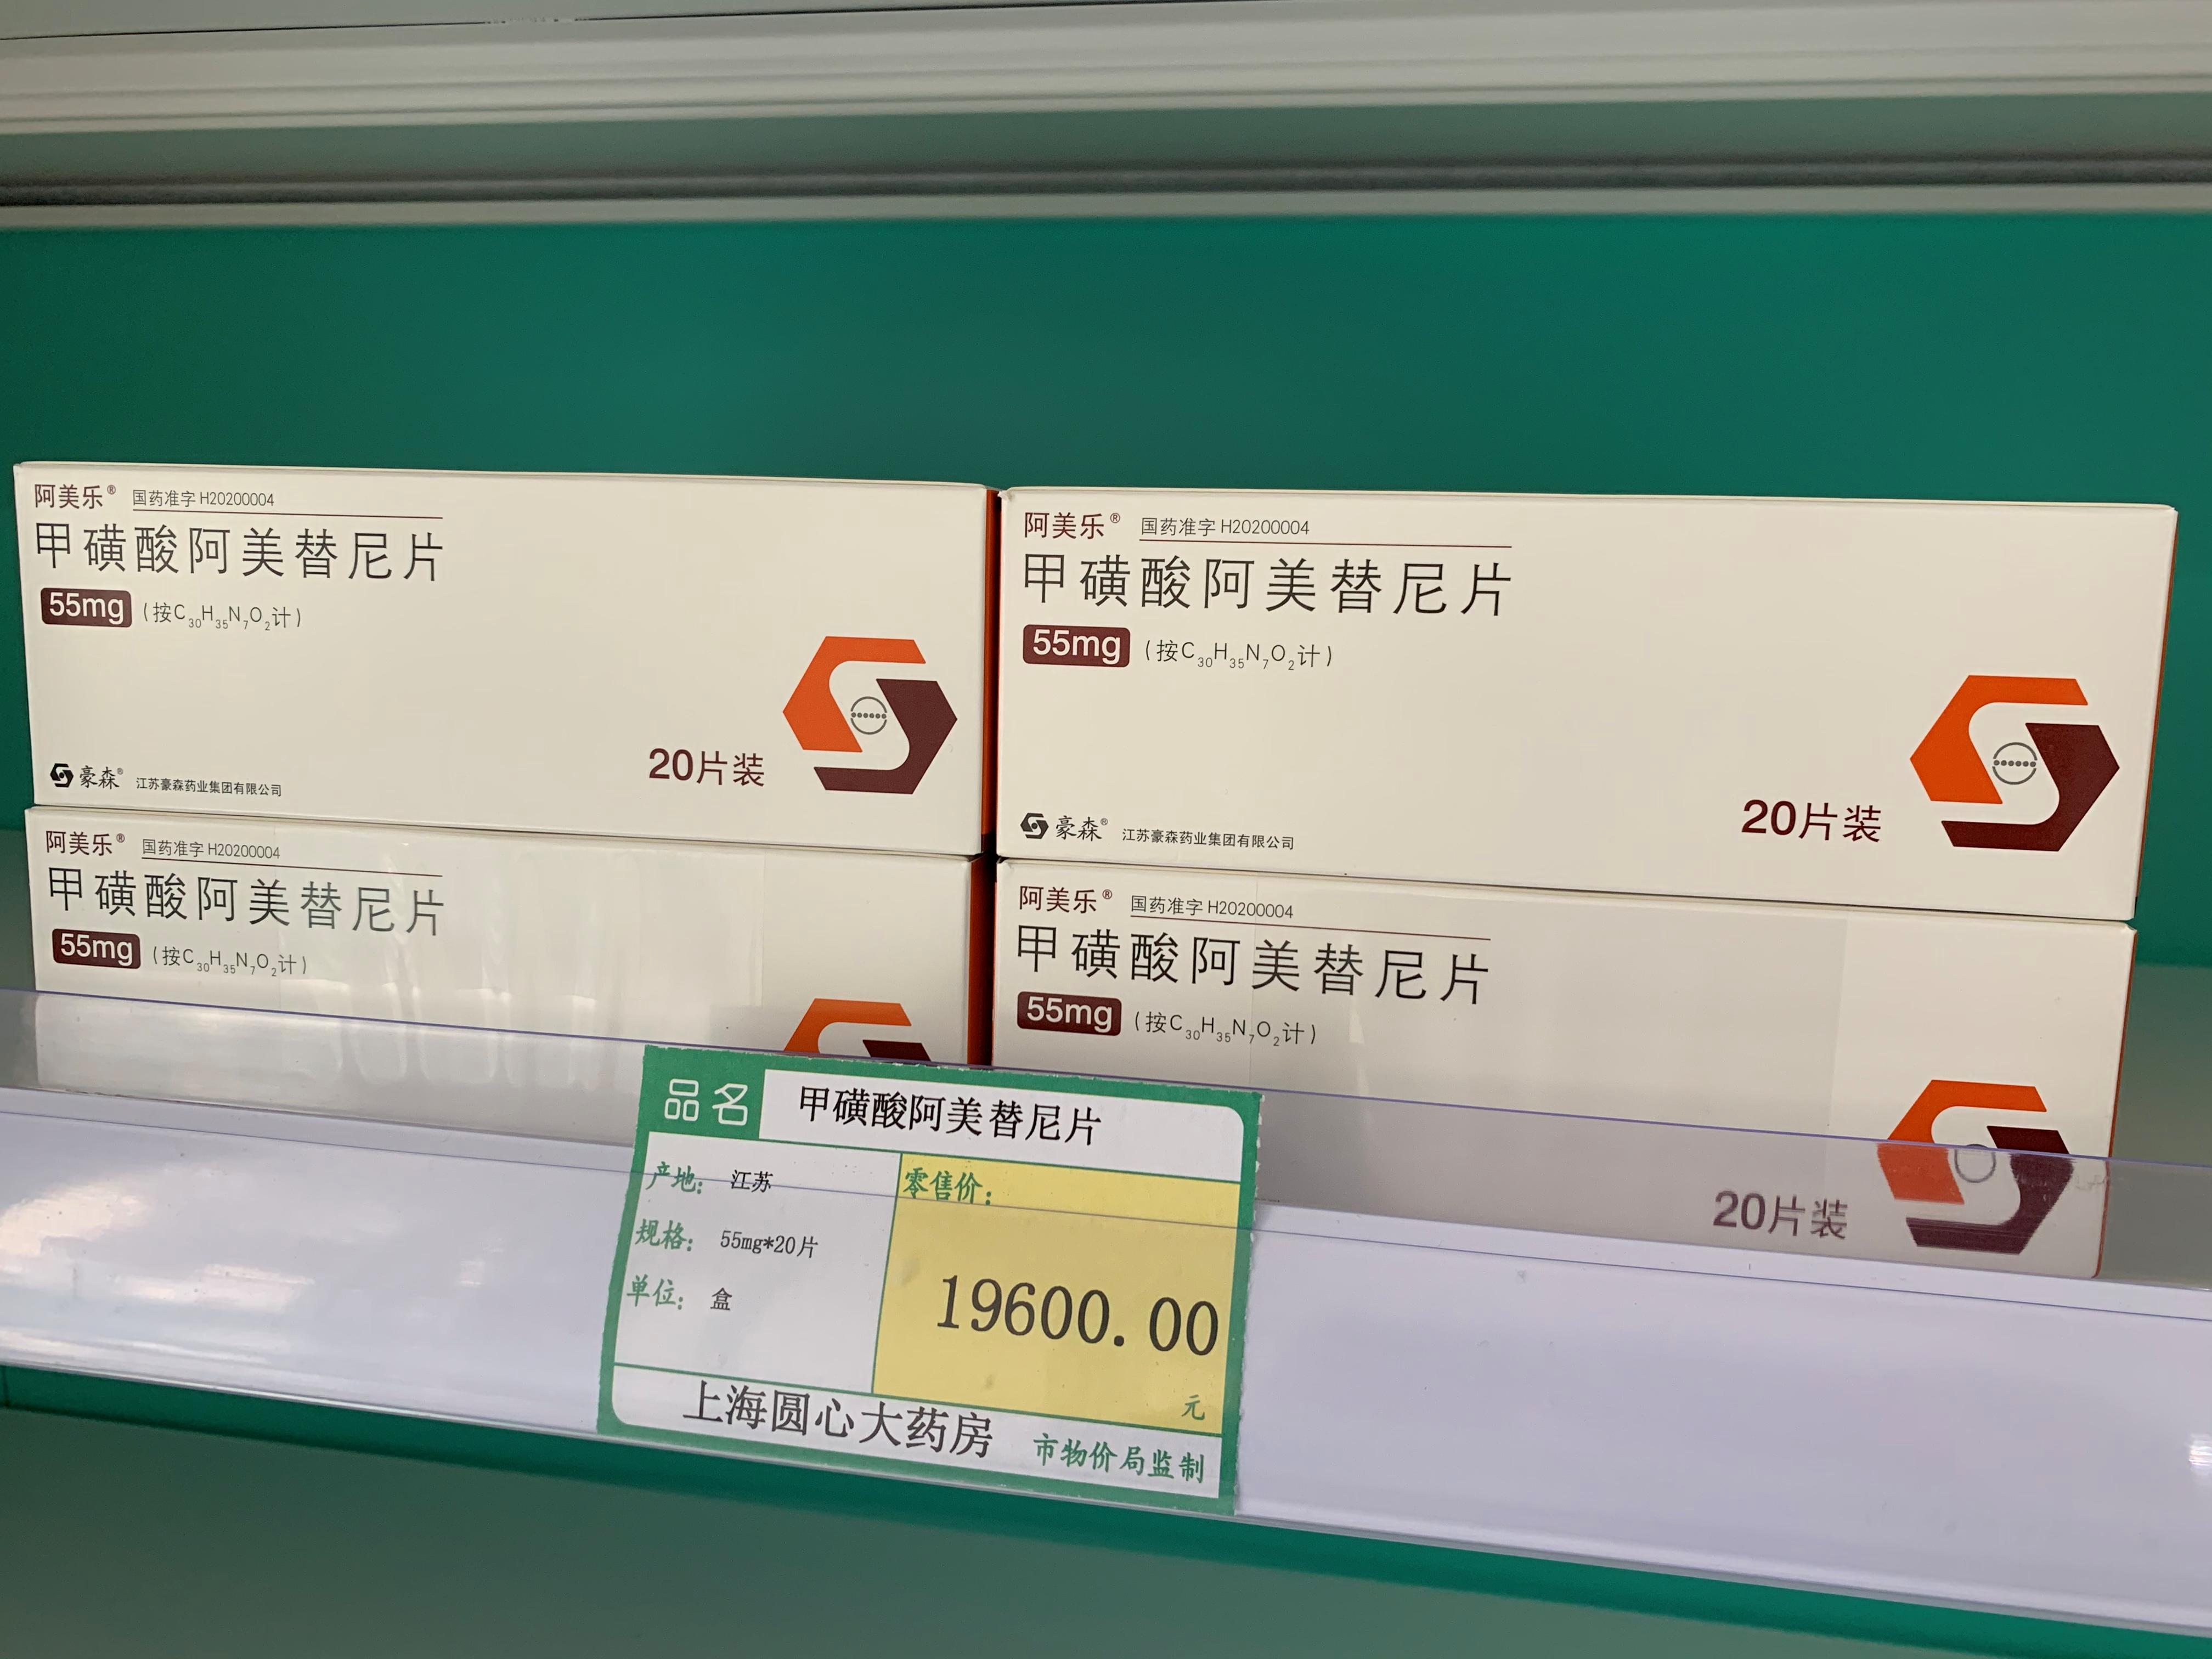 阿美乐® 国药准字 H20200004
甲磺酸阿美替尼片
55mg (按C₃₀H₃₅N₇O₂计)
20片装
豪森® 江苏豪森药业集团有限公司
阿美乐® 国药准字 H20200004
甲磺酸阿美替尼片
55mg (按C₃₀H₃₅N₇O₂计)
20片装
豪森® 江苏豪森药业集团有限公司
阿美乐® 国药准字 H20200004
甲磺酸阿美替尼片
55mg (按C₃₀H₃₅N₇O₂计)
阿美乐® 国药准字 H20200004
甲磺酸阿美替尼片
55mg (按C₃₀H₃₅N₇O₂计)
20片装
品名 甲磺酸阿美替尼片
产地: 江苏
规格: 55mg*20片
单位: 盒
零售价:
19600.00
元
上海圆心大药房 市物价局监制